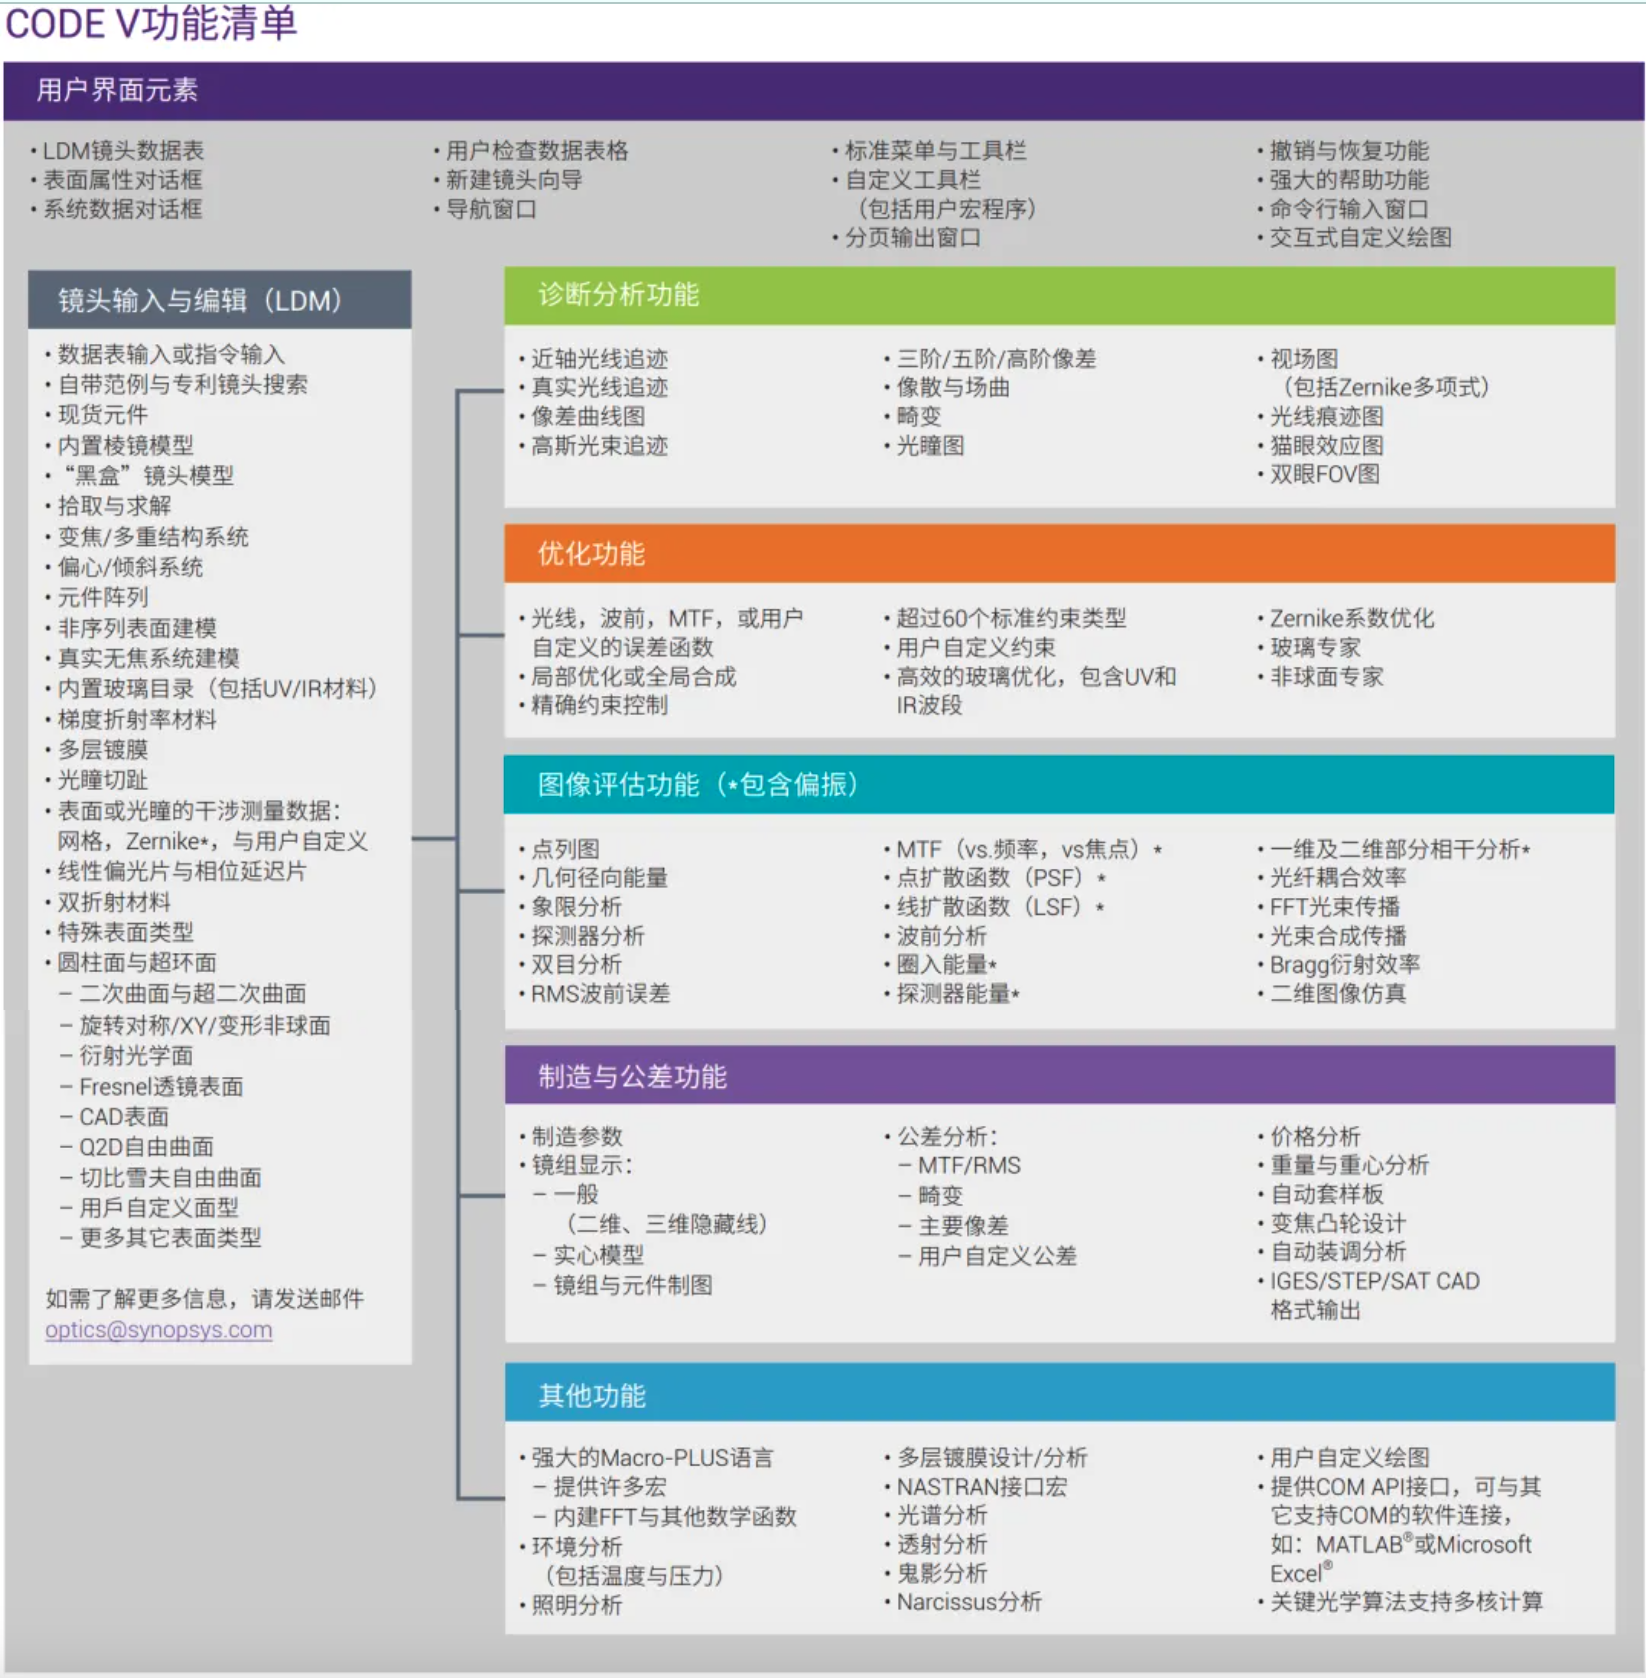 CODE V功能清单
用户界面元素
• LDM镜头数据表
• 表面属性对话框
• 系统数据对话框
• 用户检查数据表格
• 新建镜头向导
• 导航窗口
• 标准菜单与工具栏
• 自定义工具栏
（包括用户宏程序）
• 分页输出窗口
• 撤销与恢复功能
• 强大的帮助功能
• 命令行输入窗口
• 交互式自定义绘图
镜头输入与编辑（LDM）
• 数据表输入或指令输入
• 自带范例与专利镜头搜索
• 现货元件
• 内置棱镜模型
• “黑盒”镜头模型
• 拾取与求解
• 变焦/多重结构系统
• 偏心/倾斜系统
• 元件阵列
• 非序列表面建模
• 真实无焦系统建模
• 内置玻璃目录（包括UV/IR材料）
• 梯度折射率材料
• 多层镀膜
• 光瞳切趾
• 表面或光瞳的干涉测量数据：
网格，Zernike*，与用户自定义
• 线性偏光片与相位延迟片
• 双折射材料
• 特殊表面类型
• 圆柱面与超环面
– 二次曲面与超二次曲面
– 旋转对称/XY/变形非球面
– 衍射光学面
– Fresnel透镜表面
– CAD表面
– Q2D自由曲面
– 切比雪夫自由曲面
– 用戶自定义面型
– 更多其它表面类型
如需了解更多信息，请发送邮件
optics@synopsys.com
诊断分析功能
• 近轴光线追迹
• 真实光线追迹
• 像差曲线图
• 高斯光束追迹
• 三阶/五阶/高阶像差
• 像散与场曲
• 畸变
• 光瞳图
• 视场图
（包括Zernike多项式）
• 光线痕迹图
• 猫眼效应图
• 双眼FOV图
优化功能
• 光线，波前，MTF，或用户
自定义的误差函数
• 局部优化或全局合成
• 精确约束控制
• 超过60个标准约束类型
• 用户自定义约束
• 高效的玻璃优化，包含UV和
IR波段
• Zernike系数优化
• 玻璃专家
• 非球面专家
图像评估功能（*包含偏振）
• 点列图
• 几何径向能量
• 象限分析
• 探测器分析
• 双目分析
• RMS波前误差
• MTF（vs.频率，vs焦点）*
• 点扩散函数（PSF）*
• 线扩散函数（LSF）*
• 波前分析
• 圈入能量*
• 探测器能量*
• 一维及二维部分相干分析*
• 光纤耦合效率
• FFT光束传播
• 光束合成传播
• Bragg衍射效率
• 二维图像仿真
制造与公差功能
• 制造参数
• 镜组显示：
– 一般
（二维、三维隐藏线）
– 实心模型
– 镜组与元件制图
• 公差分析：
– MTF/RMS
– 畸变
– 主要像差
– 用户自定义公差
• 价格分析
• 重量与重心分析
• 自动套样板
• 变焦凸轮设计
• 自动装调分析
• IGES/STEP/SAT CAD
格式输出
其他功能
• 强大的Macro-PLUS语言
– 提供许多宏
– 内建FFT与其他数学函数
• 环境分析
（包括温度与压力）
• 照明分析
• 多层镀膜设计/分析
• NASTRAN接口宏
• 光谱分析
• 透射分析
• 鬼影分析
• Narcissus分析
• 用户自定义绘图
• 提供COM API接口，可与其
它支持COM的软件连接，
如：MATLAB®或Microsoft
Excel®
• 关键光学算法支持多核计算